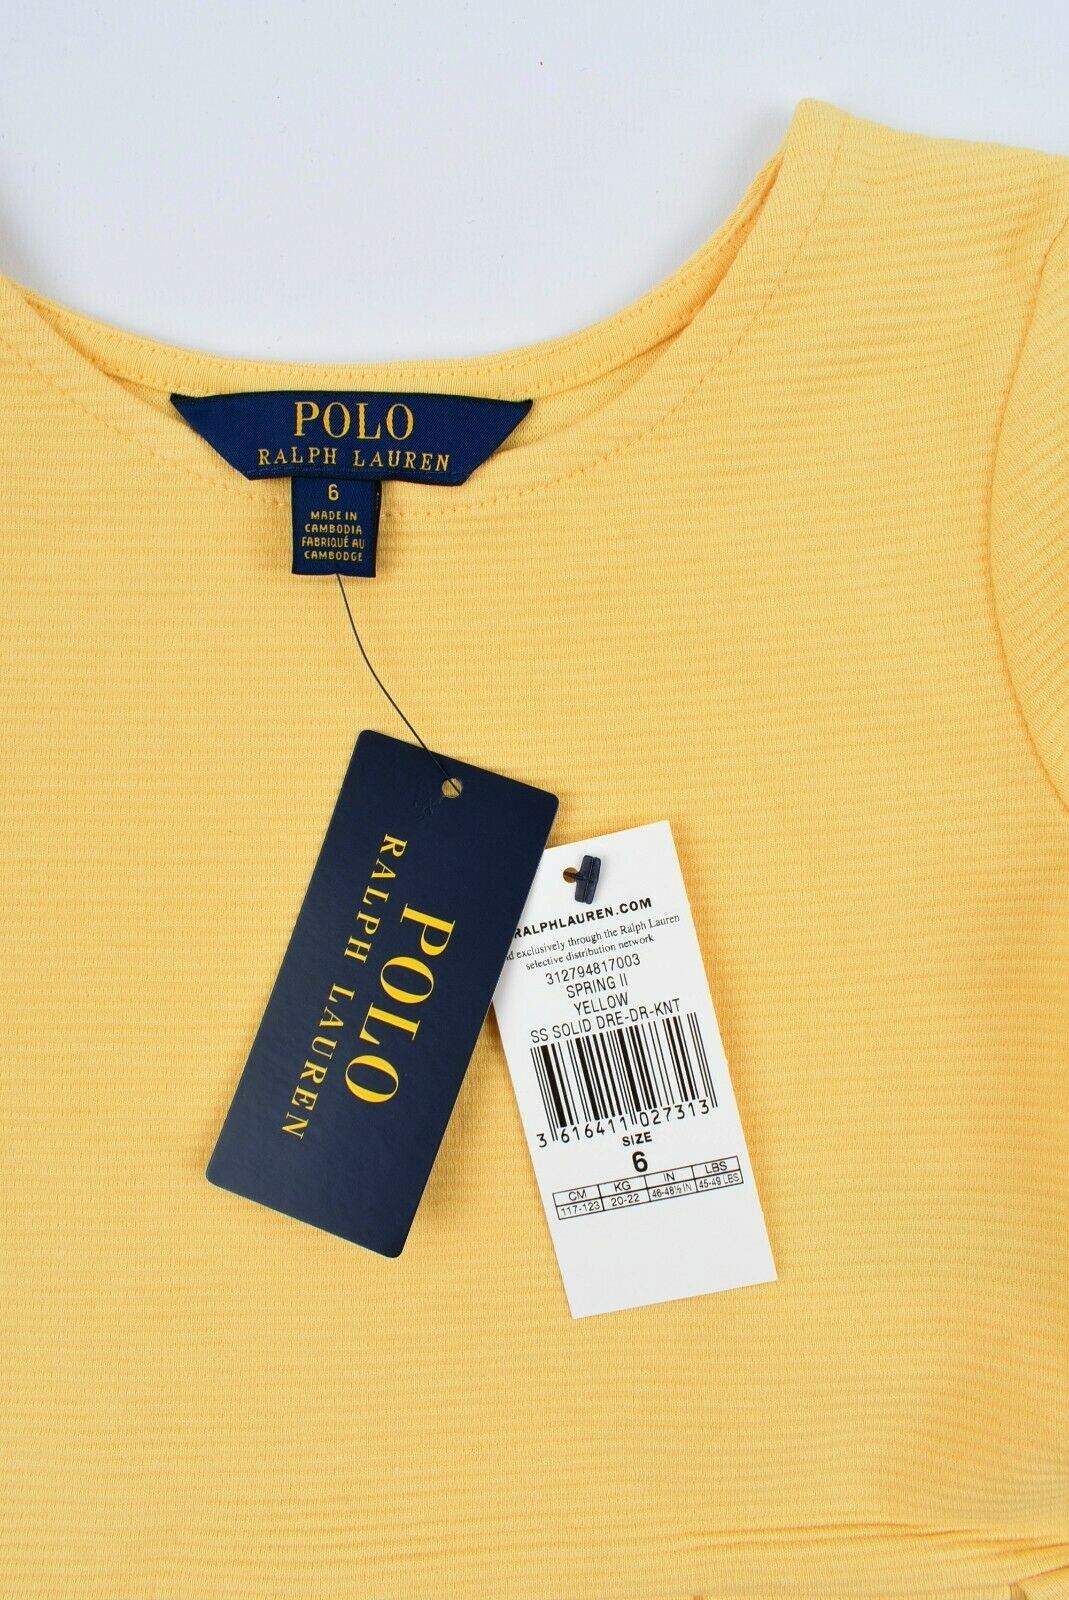 POLO
RALPH LAUREN
6
MADE IN
CAMBODIA
FABRIQUÉ AU
CAMBODGE
POLO
RALPH LAUREN
RALPHLAUREN.COM
exclusively through the Ralph Lauren
selective distribution network
312794817003
SPRING II
YELLOW
SS SOLID DRE-DR-KNT
3 616411 027313
SIZE
6
CM KG IN LBS
117-123 20-22 46-48½ IN 45-49 LBS